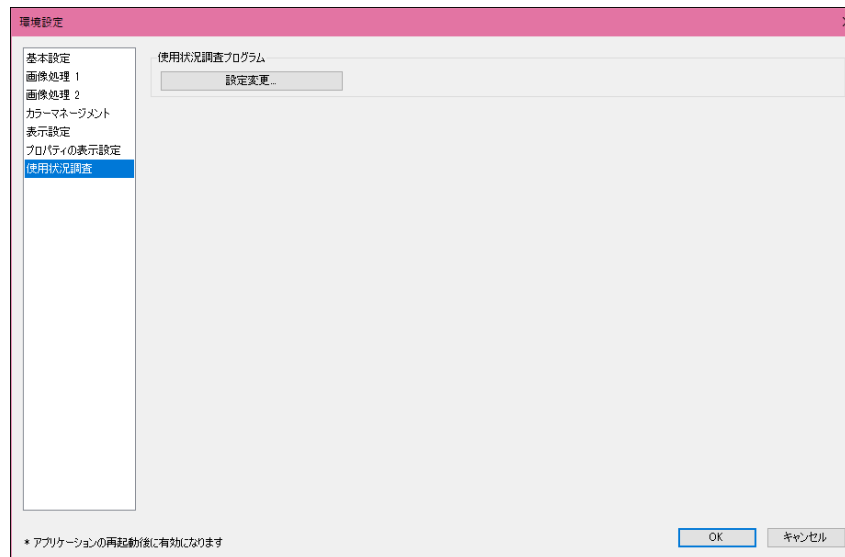 環境設定
基本設定
画像処理 1
画像処理 2
カラーマネージメント
表示設定
プロパティの表示設定
使用状況調査
使用状況調査プログラム
設定変更...
* アプリケーションの再起動後に有効になります
OK
キャンセル